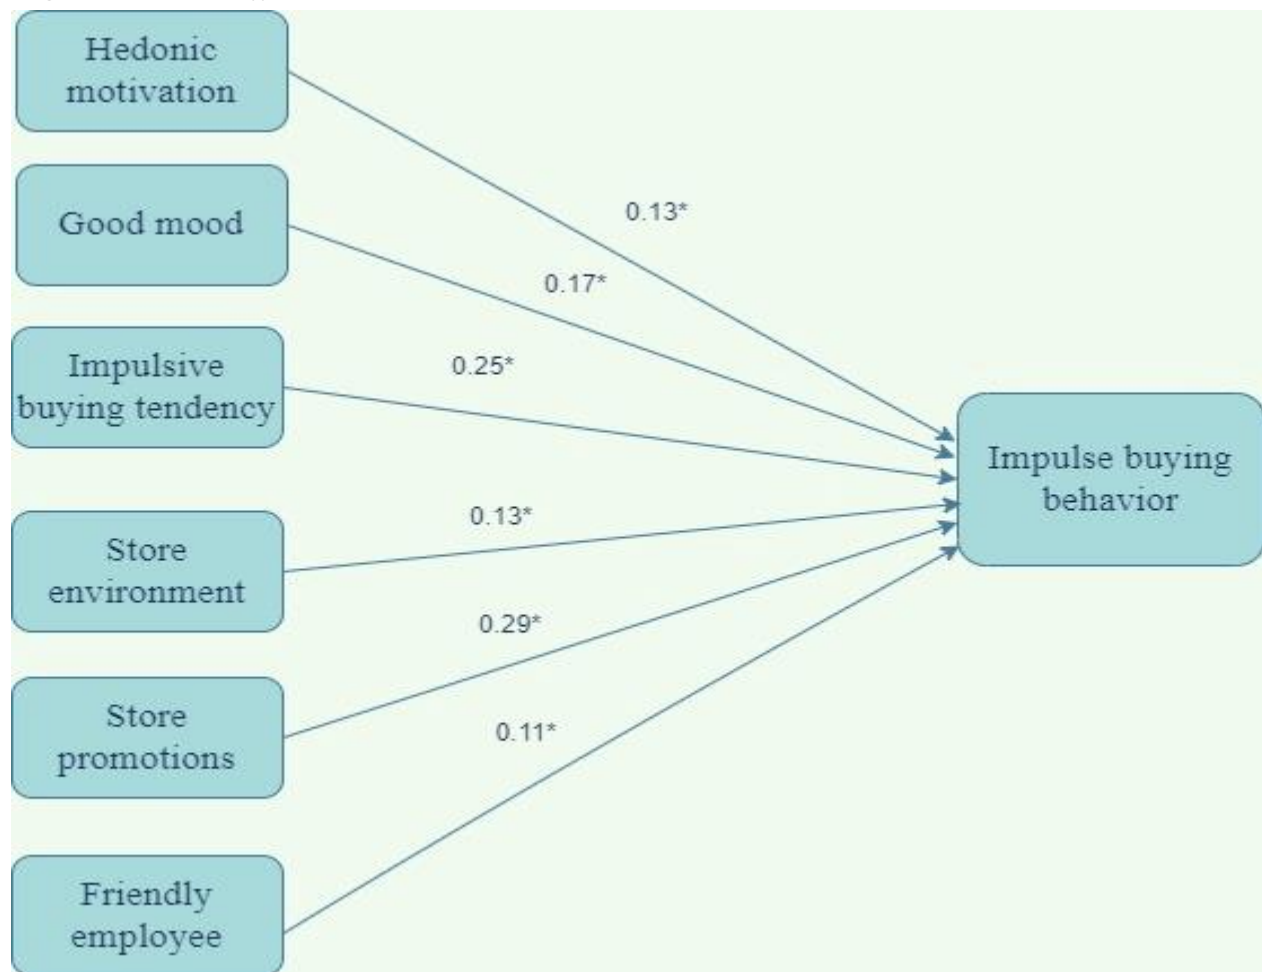 Hedonic
motivation
0.13*
Good mood
0.17*
Impulsive
buying tendency
0.25*
Impulse buying
behavior
Store
environment
0.13*
0.29*
Store
promotions
0.11*
Friendly
employee